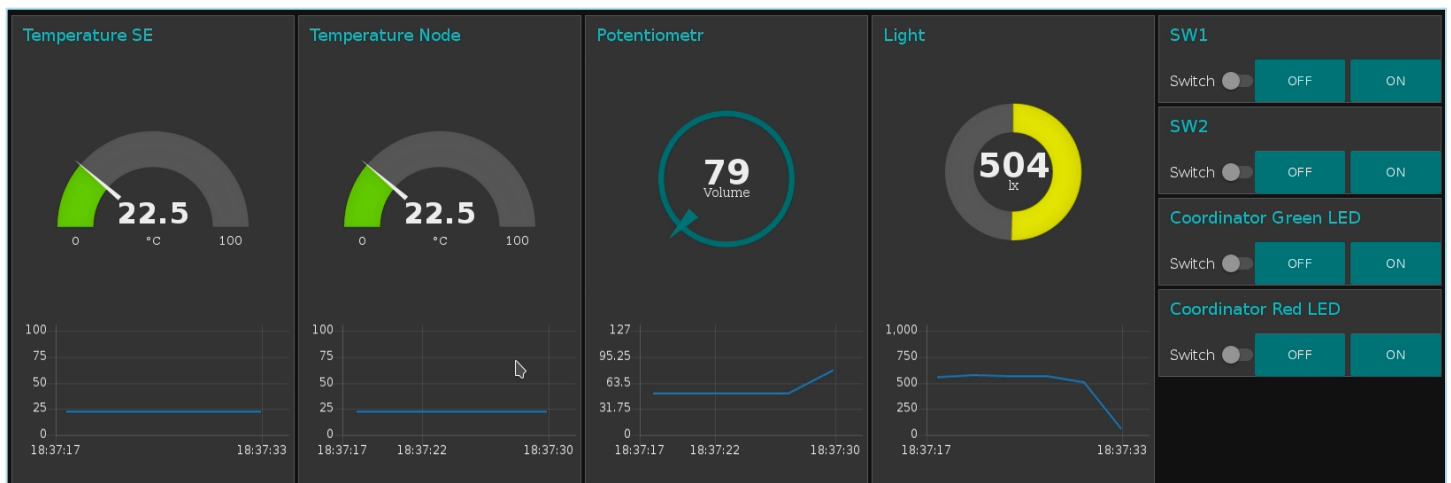 Temperature SE
22.5
0 °C 100
100
75
50
25
0
18:37:17 18:37:33
Temperature Node
22.5
0 °C 100
100
75
50
25
0
18:37:17 18:37:22 18:37:30
Potentiometr
79
Volume
127
95.25
63.5
31.75
0
18:37:17 18:37:22 18:37:30
Light
504
lx
1,000
750
500
250
0
18:37:17 18:37:33
SW1
Switch OFF ON
SW2
Switch OFF ON
Coordinator Green LED
Switch OFF ON
Coordinator Red LED
Switch OFF ON